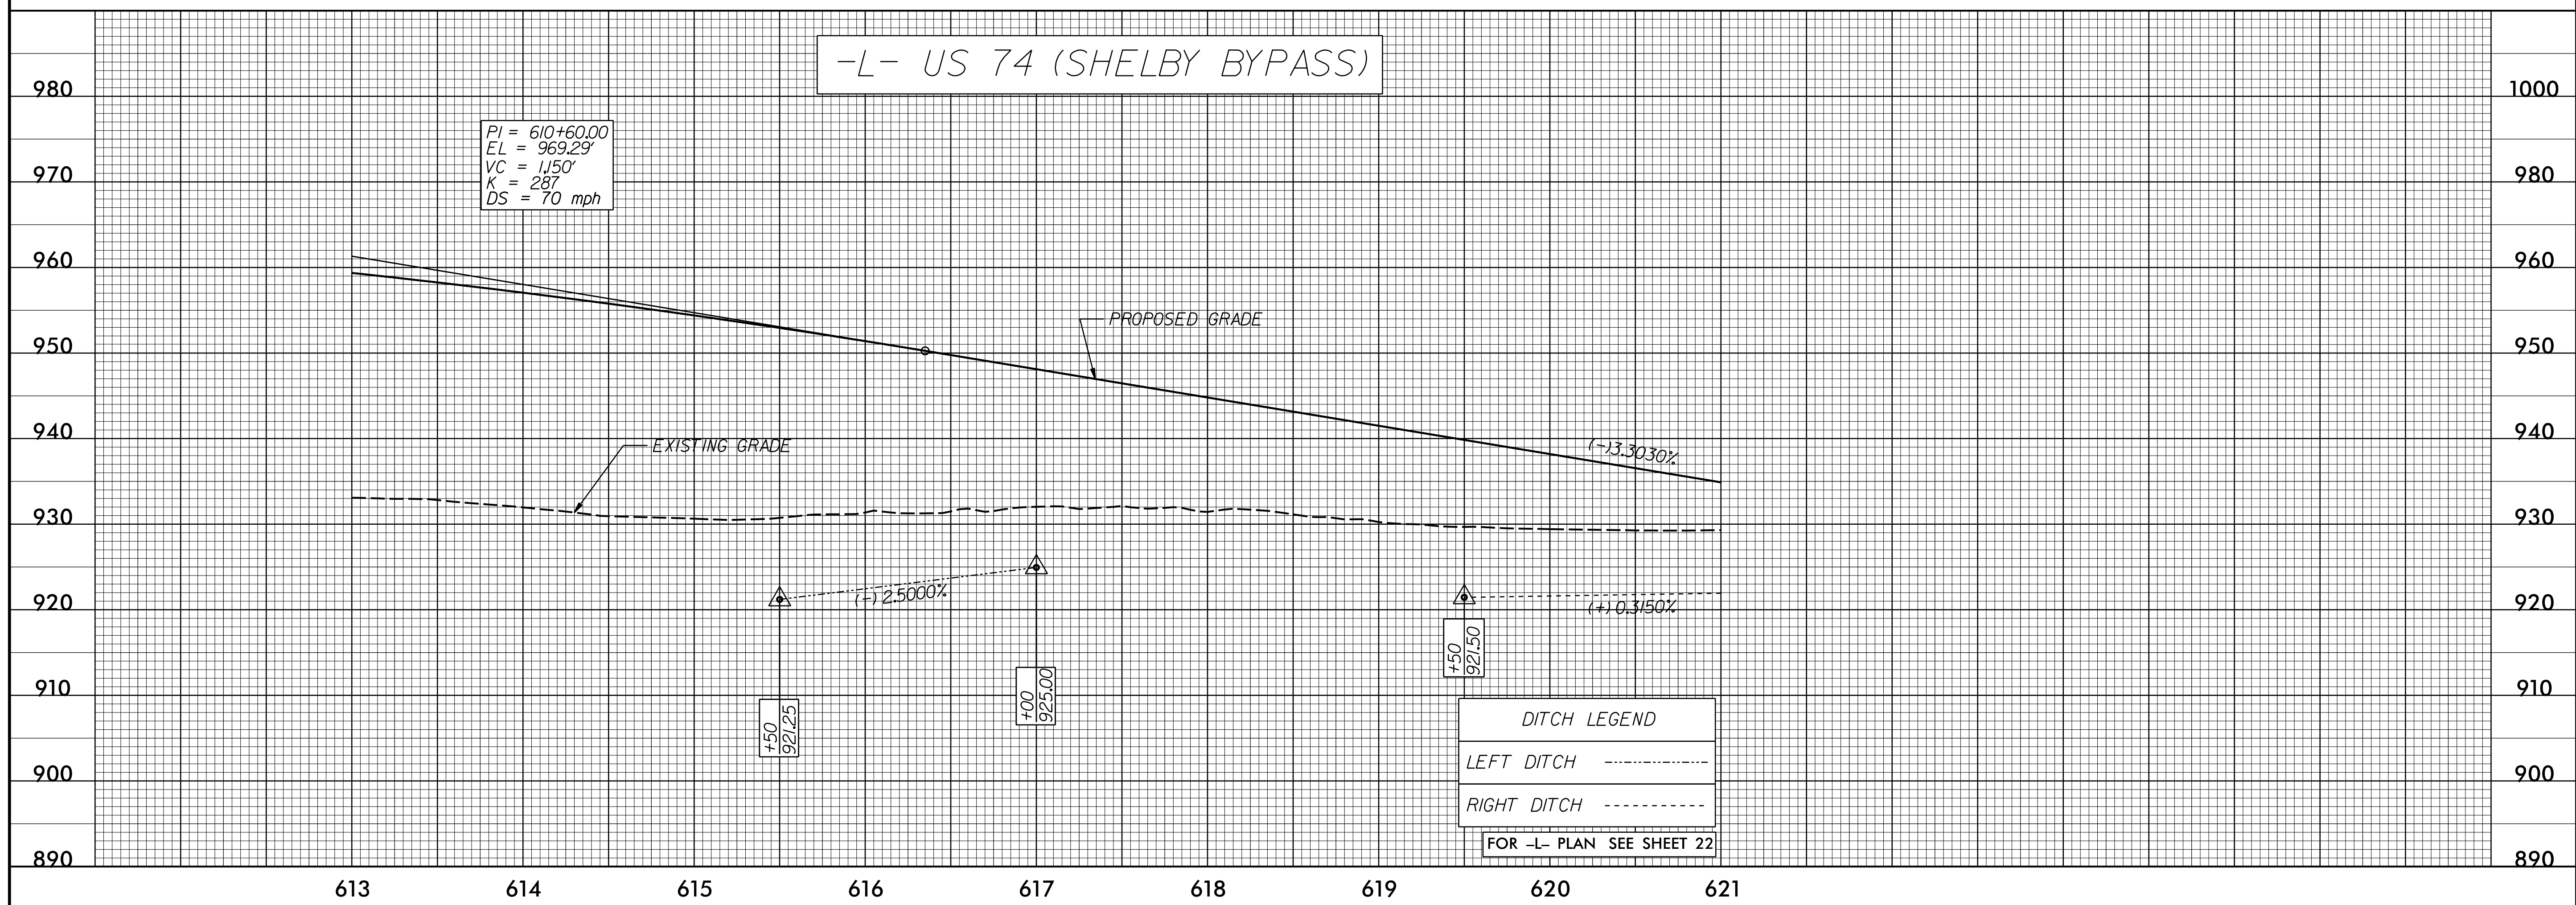 -L- US 74 (SHELBY BYPASS)
980
1000
PI = 610+60.00
EL = 969.29'
VC = 1,150'
K = 287
DS = 70 mph
970
980
960
960
PROPOSED GRADE
950
950
EXISTING GRADE
940
940
(-)3.3030%
930
930
(-)2.5000%
920
(+)0.3150%
920
+50
921.50
910
+00
925.00
910
+50
921.25
DITCH LEGEND
LEFT DITCH
RIGHT DITCH
900
900
FOR -L- PLAN SEE SHEET 22
890
890
613 614 615 616 617 618 619 620 621